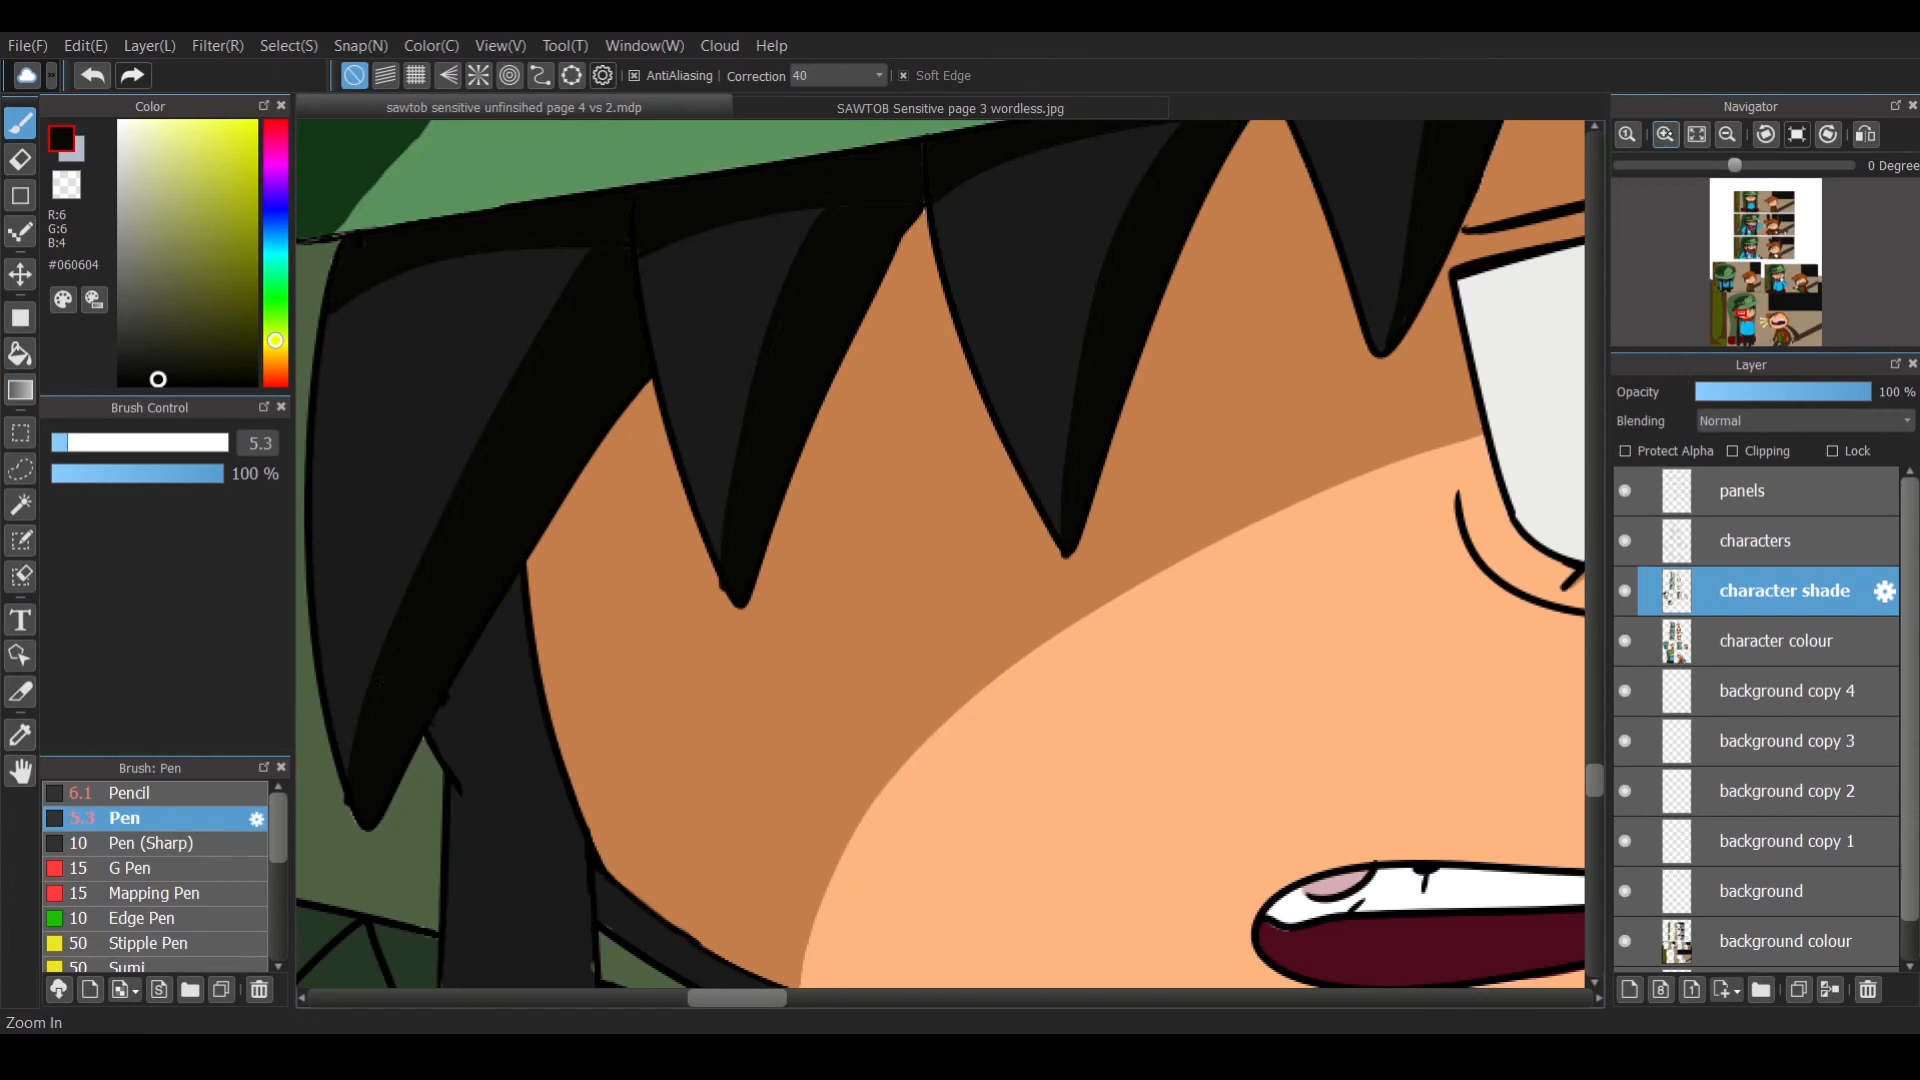 File(F) Edit(E) Layer(L) Filter(R) Select(S) Snap(N) Color(C) View(V) Tool(T) Window(W) Cloud Help
AntiAliasing Correction 40 Soft Edge
Color
sawtob sensitive unfinsihed page 4 vs 2.mdp
SAWTOB Sensitive page 3 wordless.jpg
Navigator
0 Degree
R:6
G:6
B:4
#060604
Brush Control
5.3
100 %
Layer
Opacity 100 %
Blending Normal
Protect Alpha Clipping Lock
panels
characters
character shade
character colour
background copy 4
background copy 3
background copy 2
background copy 1
background
background colour
Brush: Pen
6.1 Pencil
5.3 Pen
10 Pen (Sharp)
15 G Pen
15 Mapping Pen
10 Edge Pen
50 Stipple Pen
50 Sumi
Zoom In